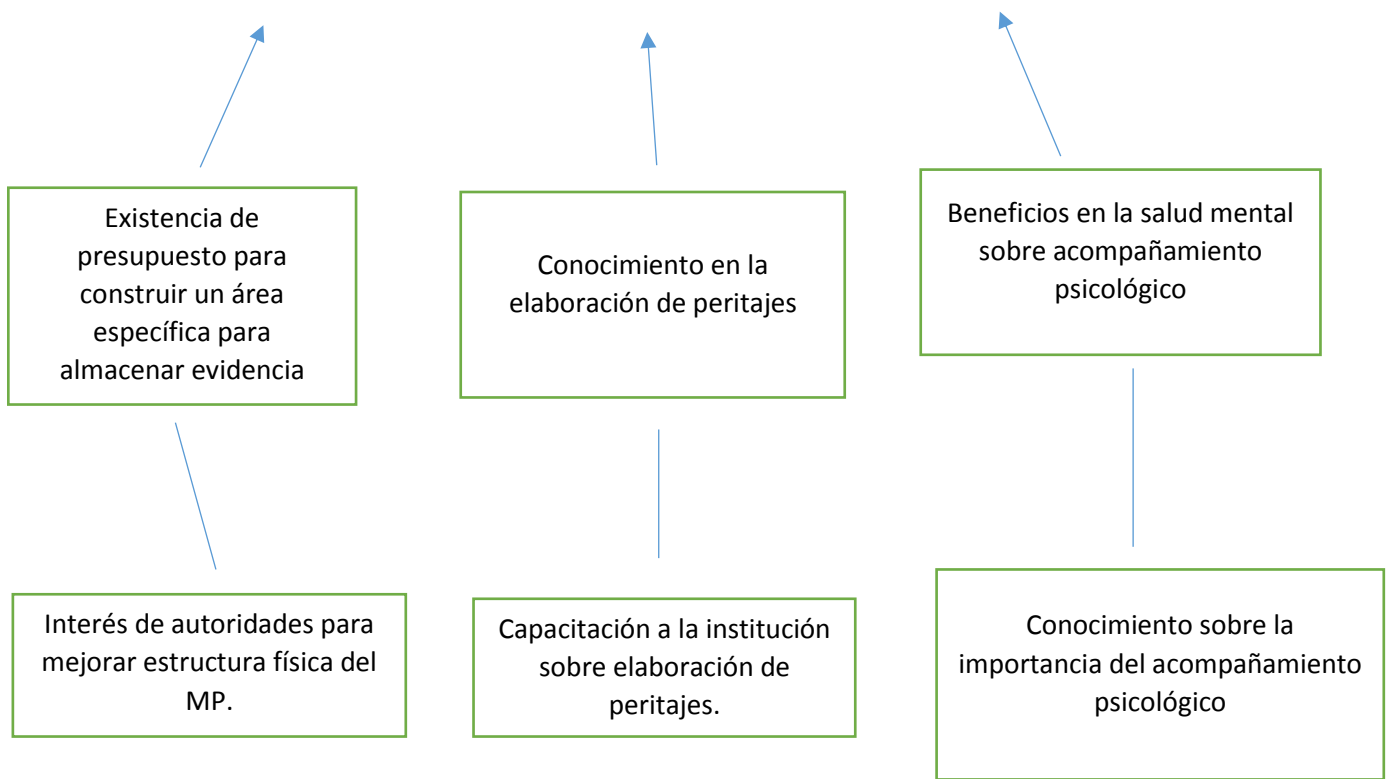 Existencia de
presupuesto para
construir un área
específica para
almacenar evidencia
Conocimiento en la
elaboración de peritajes
Beneficios en la salud mental
sobre acompañamiento
psicológico
Interés de autoridades para
mejorar estructura física del
MP.
Capacitación a la institución
sobre elaboración de
peritajes.
Conocimiento sobre la
importancia del acompañamiento
psicológico